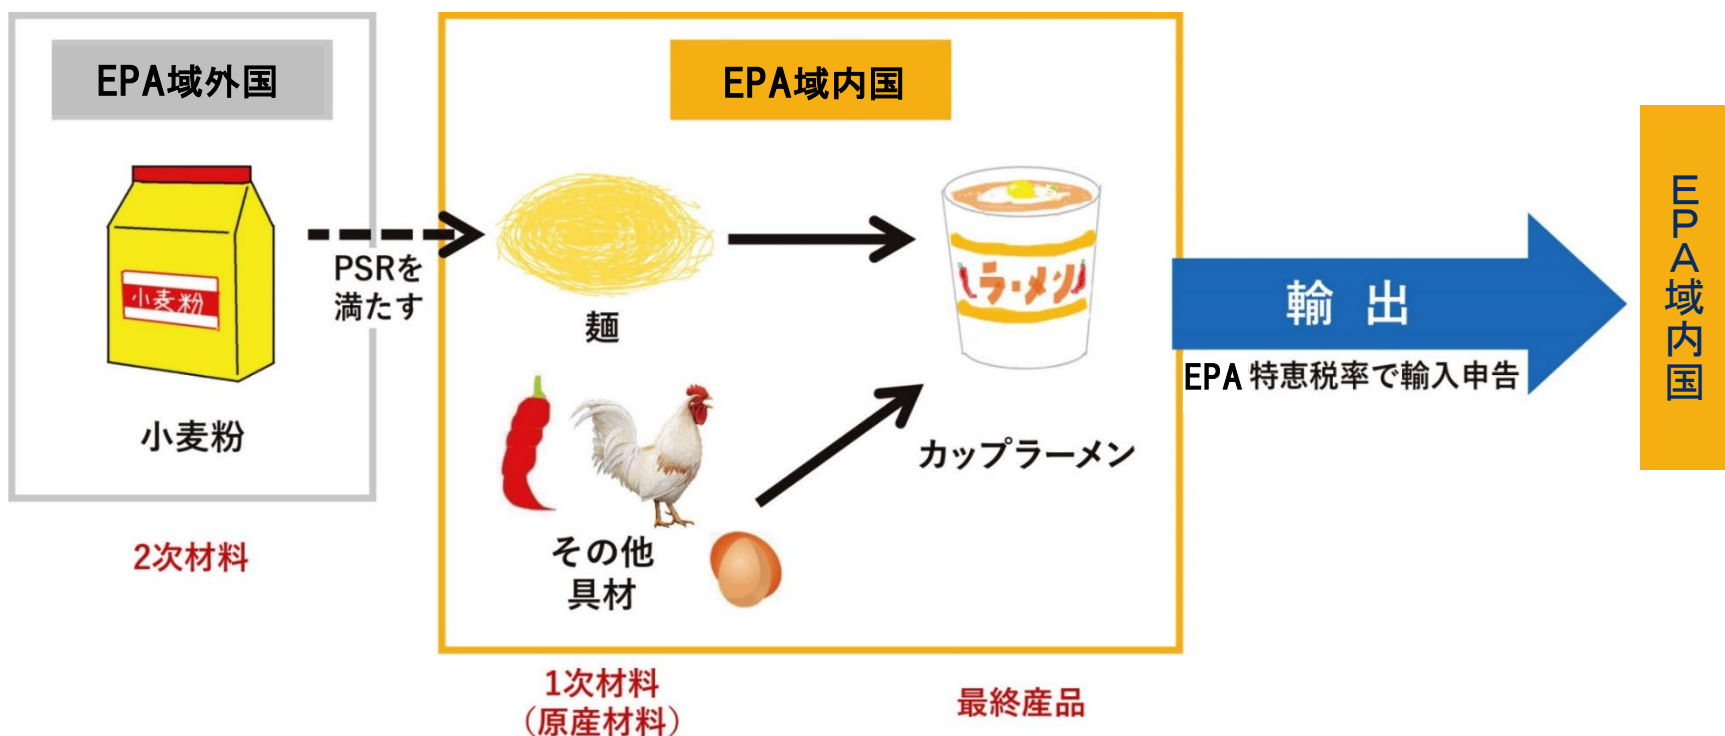 EPA域外国
小麦粉
小麦粉
2次材料
PSRを
満たす
EPA域内国
麺
その他
具材
ラーメン
カップラーメン
1次材料
（原産材料）
最終産品
輸 出
EPA 特恵税率で輸入申告
EPA域内国